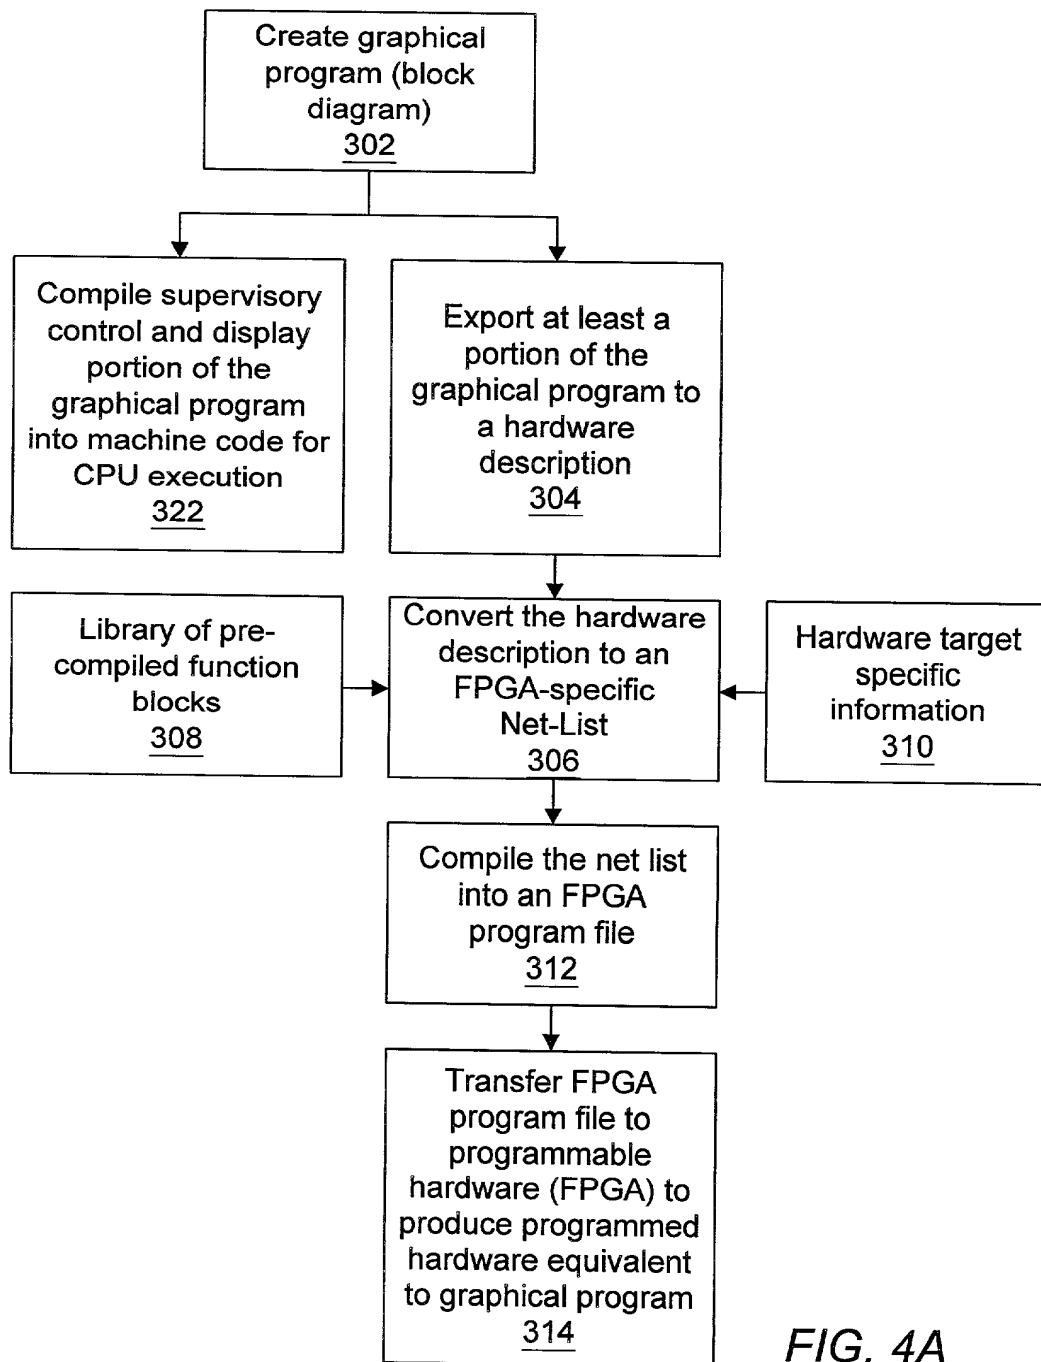 Create graphical
program (block
diagram)
302
Compile supervisory
control and display
portion of the
graphical program
into machine code for
CPU execution
322
Export at least a
portion of the
graphical program to
a hardware
description
304
Library of pre-
compiled function
blocks
308
Convert the hardware
description to an
FPGA-specific
Net-List
306
Hardware target
specific
information
310
Compile the net list
into an FPGA
program file
312
Transfer FPGA
program file to
programmable
hardware (FPGA) to
produce programmed
hardware equivalent
to graphical program
314
FIG. 4A